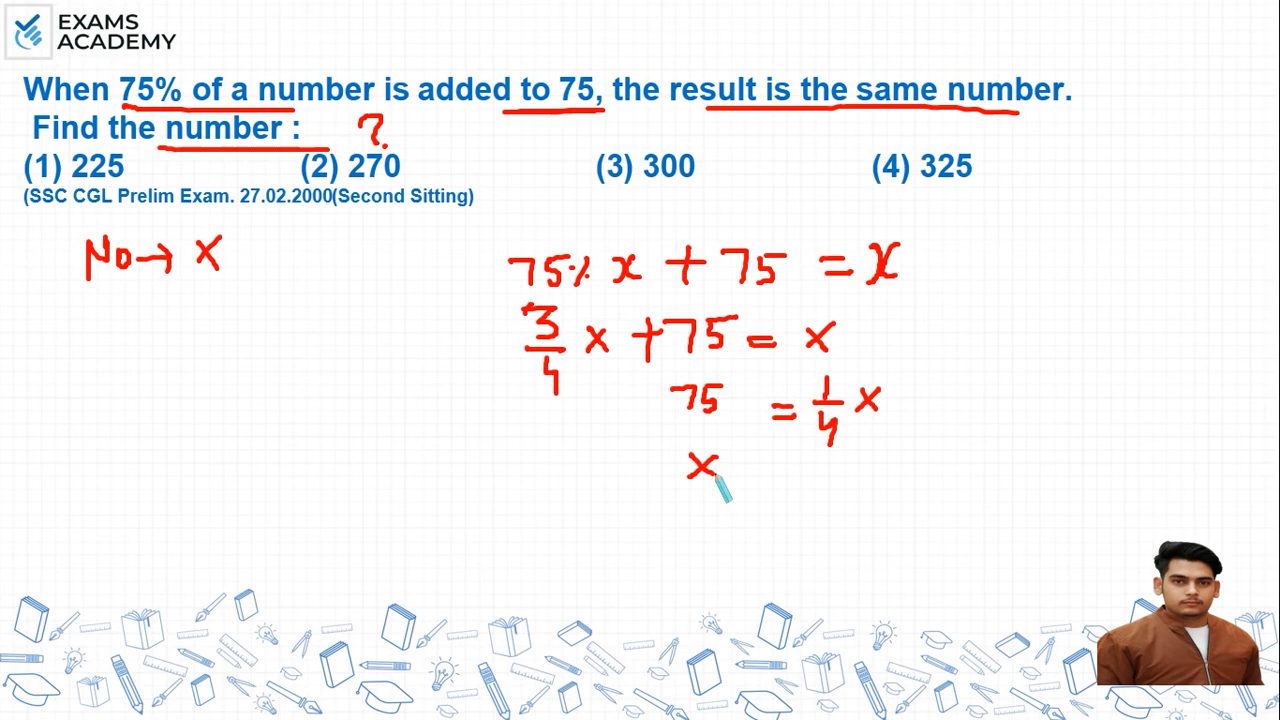 EXAMS
ACADEMY
When 75% of a number is added to 75, the result is the same number.
Find the number : ?
(1) 225 (2) 270 (3) 300 (4) 325
(SSC CGL Prelim Exam. 27.02.2000(Second Sitting)
No → x
75% x + 75 = x
3/4 x + 75 = x
75 = 1/4 x
x